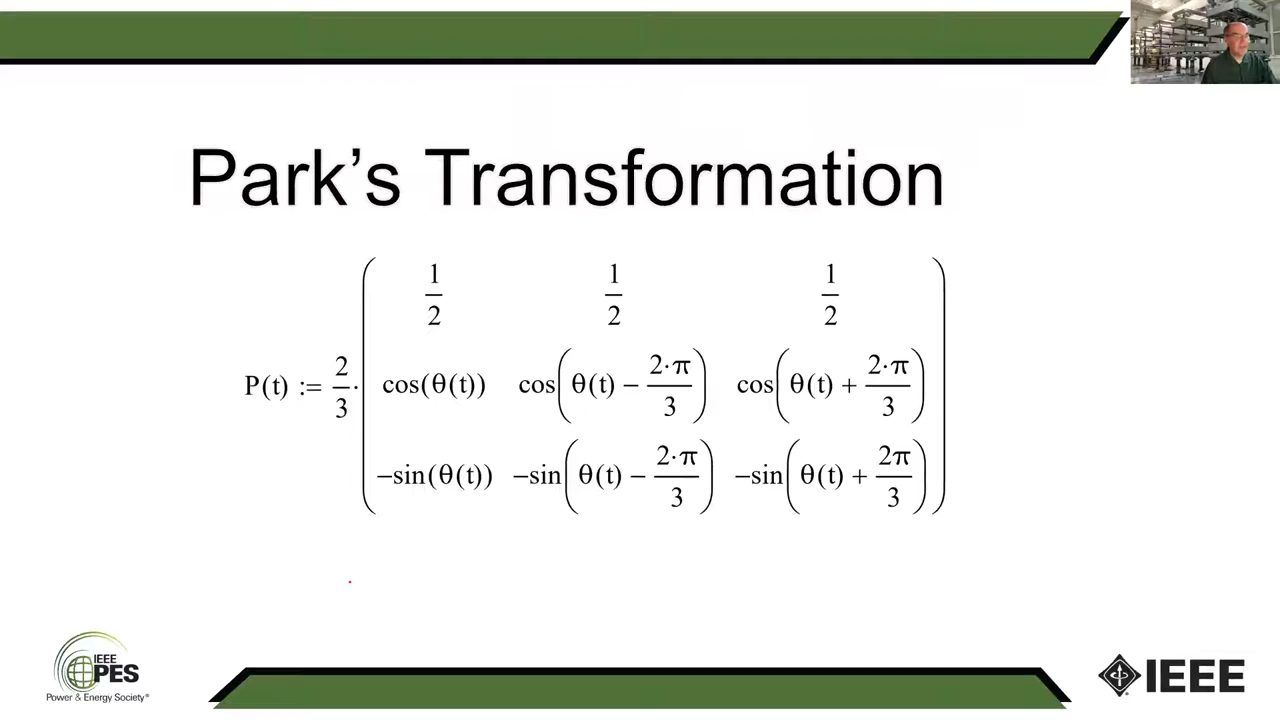 Park’s Transformation
P(t) := 2/3 · ( 1/2 1/2 1/2
cos(θ(t)) cos(θ(t) − 2·π/3) cos(θ(t) + 2·π/3)
−sin(θ(t)) −sin(θ(t) − 2·π/3) −sin(θ(t) + 2π/3) )
IEEE
PES
Power & Energy Society®
IEEE